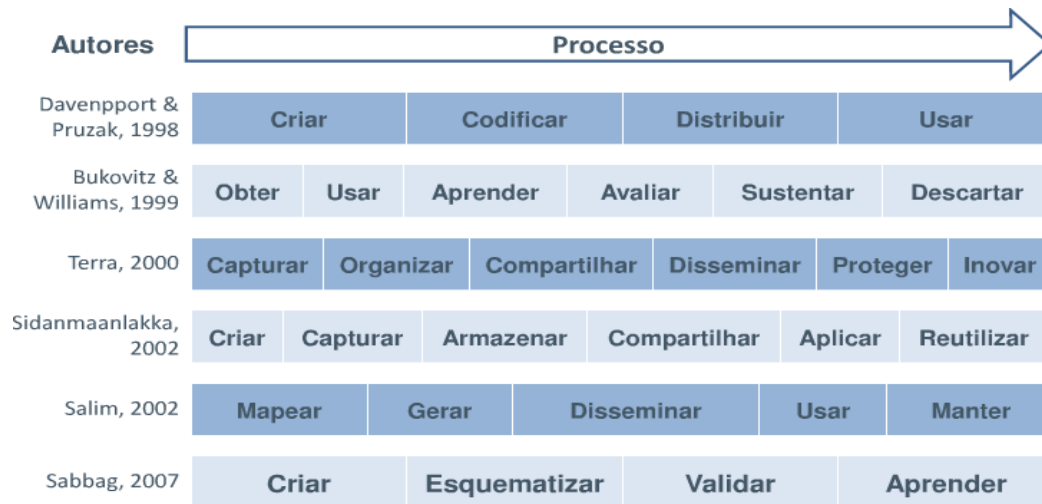 Autores Processo
Davenpport &
Pruzak, 1998
Criar Codificar Distribuir Usar
Bukovitz &
Williams, 1999
Obter Usar Aprender Avaliar Sustentar Descartar
Terra, 2000
Capturar Organizar Compartilhar Disseminar Proteger Inovar
Sidanmaanlakka,
2002
Criar Capturar Armazenar Compartilhar Aplicar Reutilizar
Salim, 2002
Mapear Gerar Disseminar Usar Manter
Sabbag, 2007
Criar Esquematizar Validar Aprender